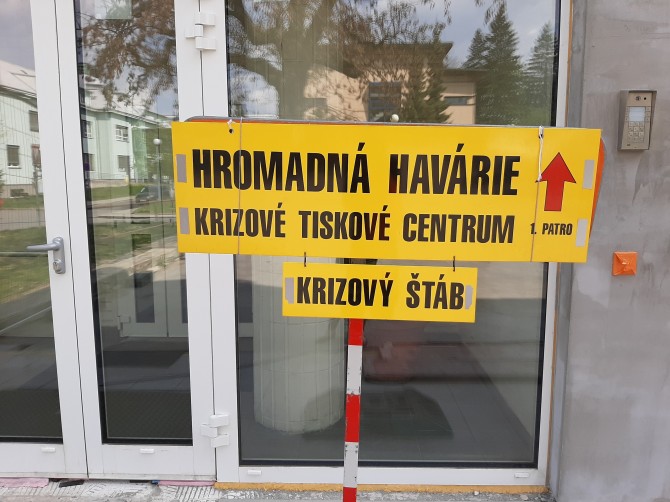 HROMADNÁ HAVÁRIE
KRIZOVÉ TISKOVÉ CENTRUM
1. PATRO
KRIZOVÝ ŠTÁB